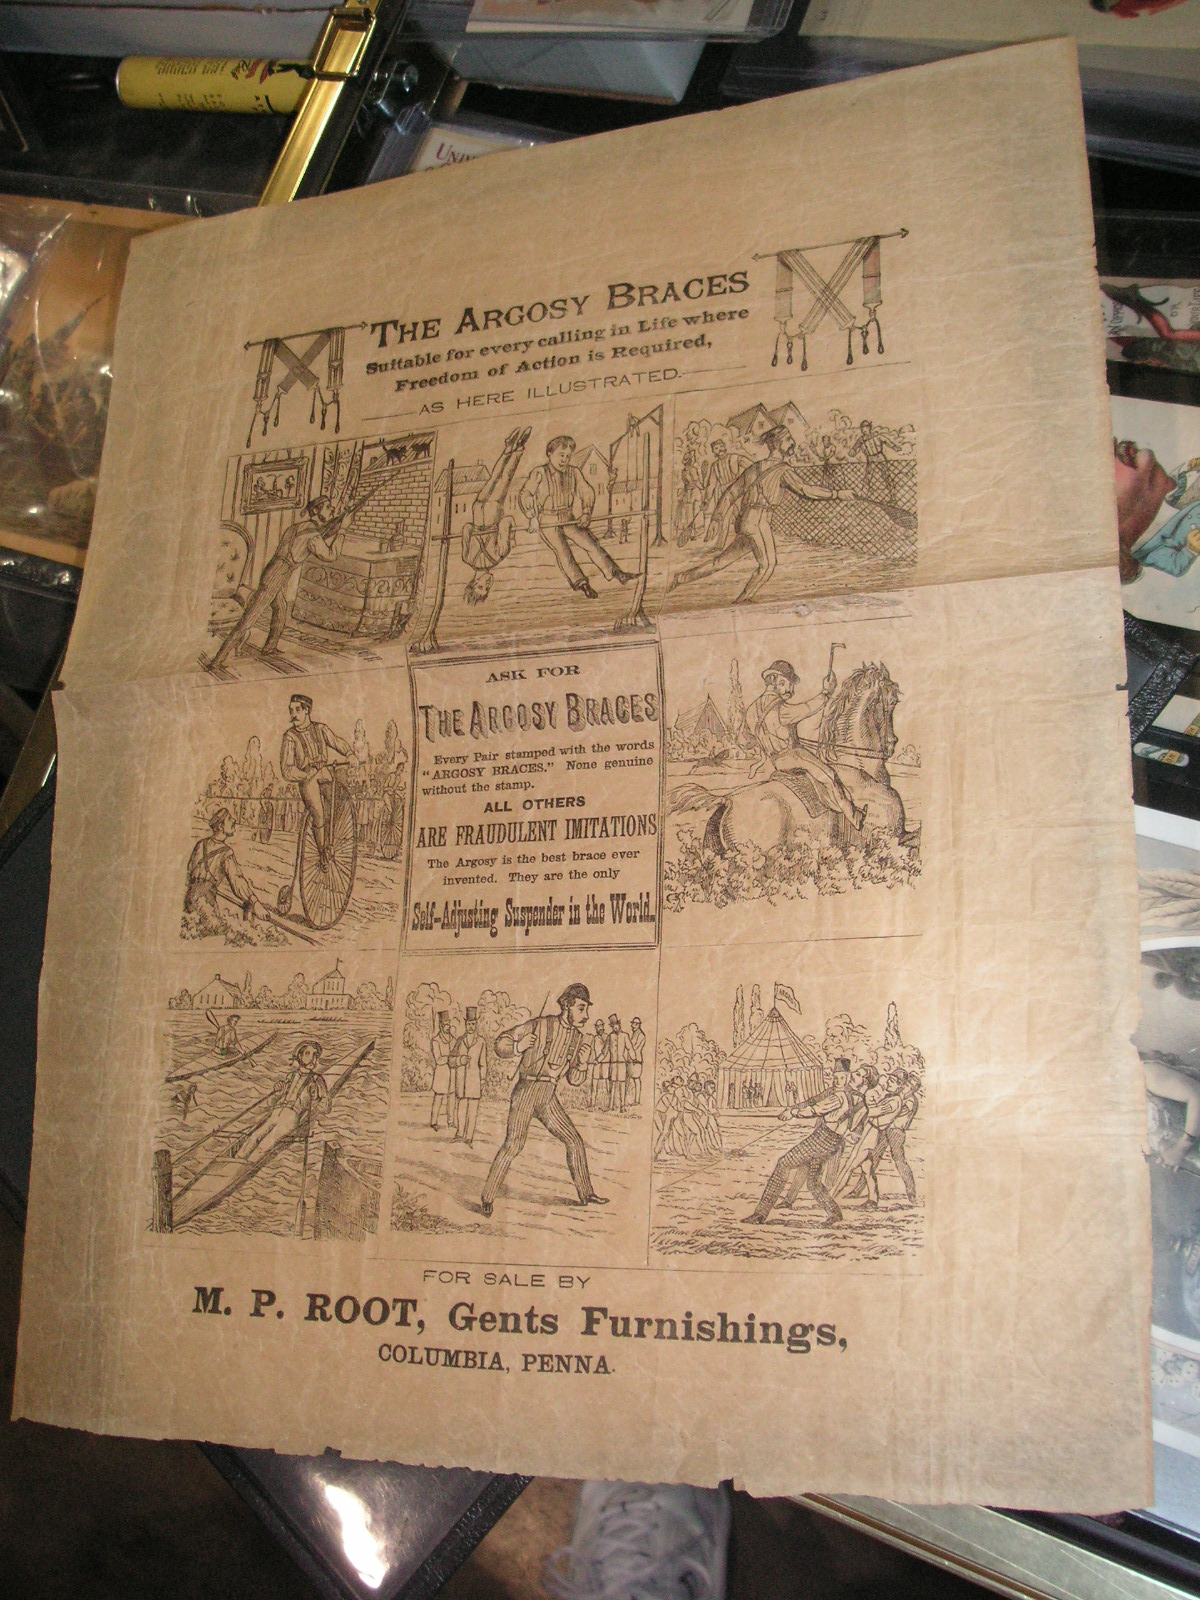 THE ARGOSY BRACES
Suitable for every calling in Life where
Freedom of Action is Required,
AS HERE ILLUSTRATED.
ASK FOR
THE ARGOSY BRACES
Every Pair stamped with the words
"ARGOSY BRACES." None genuine
without the stamp.
ALL OTHERS
ARE FRAUDULENT IMITATIONS
The Argosy is the best brace ever
invented. They are the only
Self-Adjusting Suspender in the World.
FOR SALE BY
M. P. ROOT, Gents Furnishings,
COLUMBIA, PENNA.